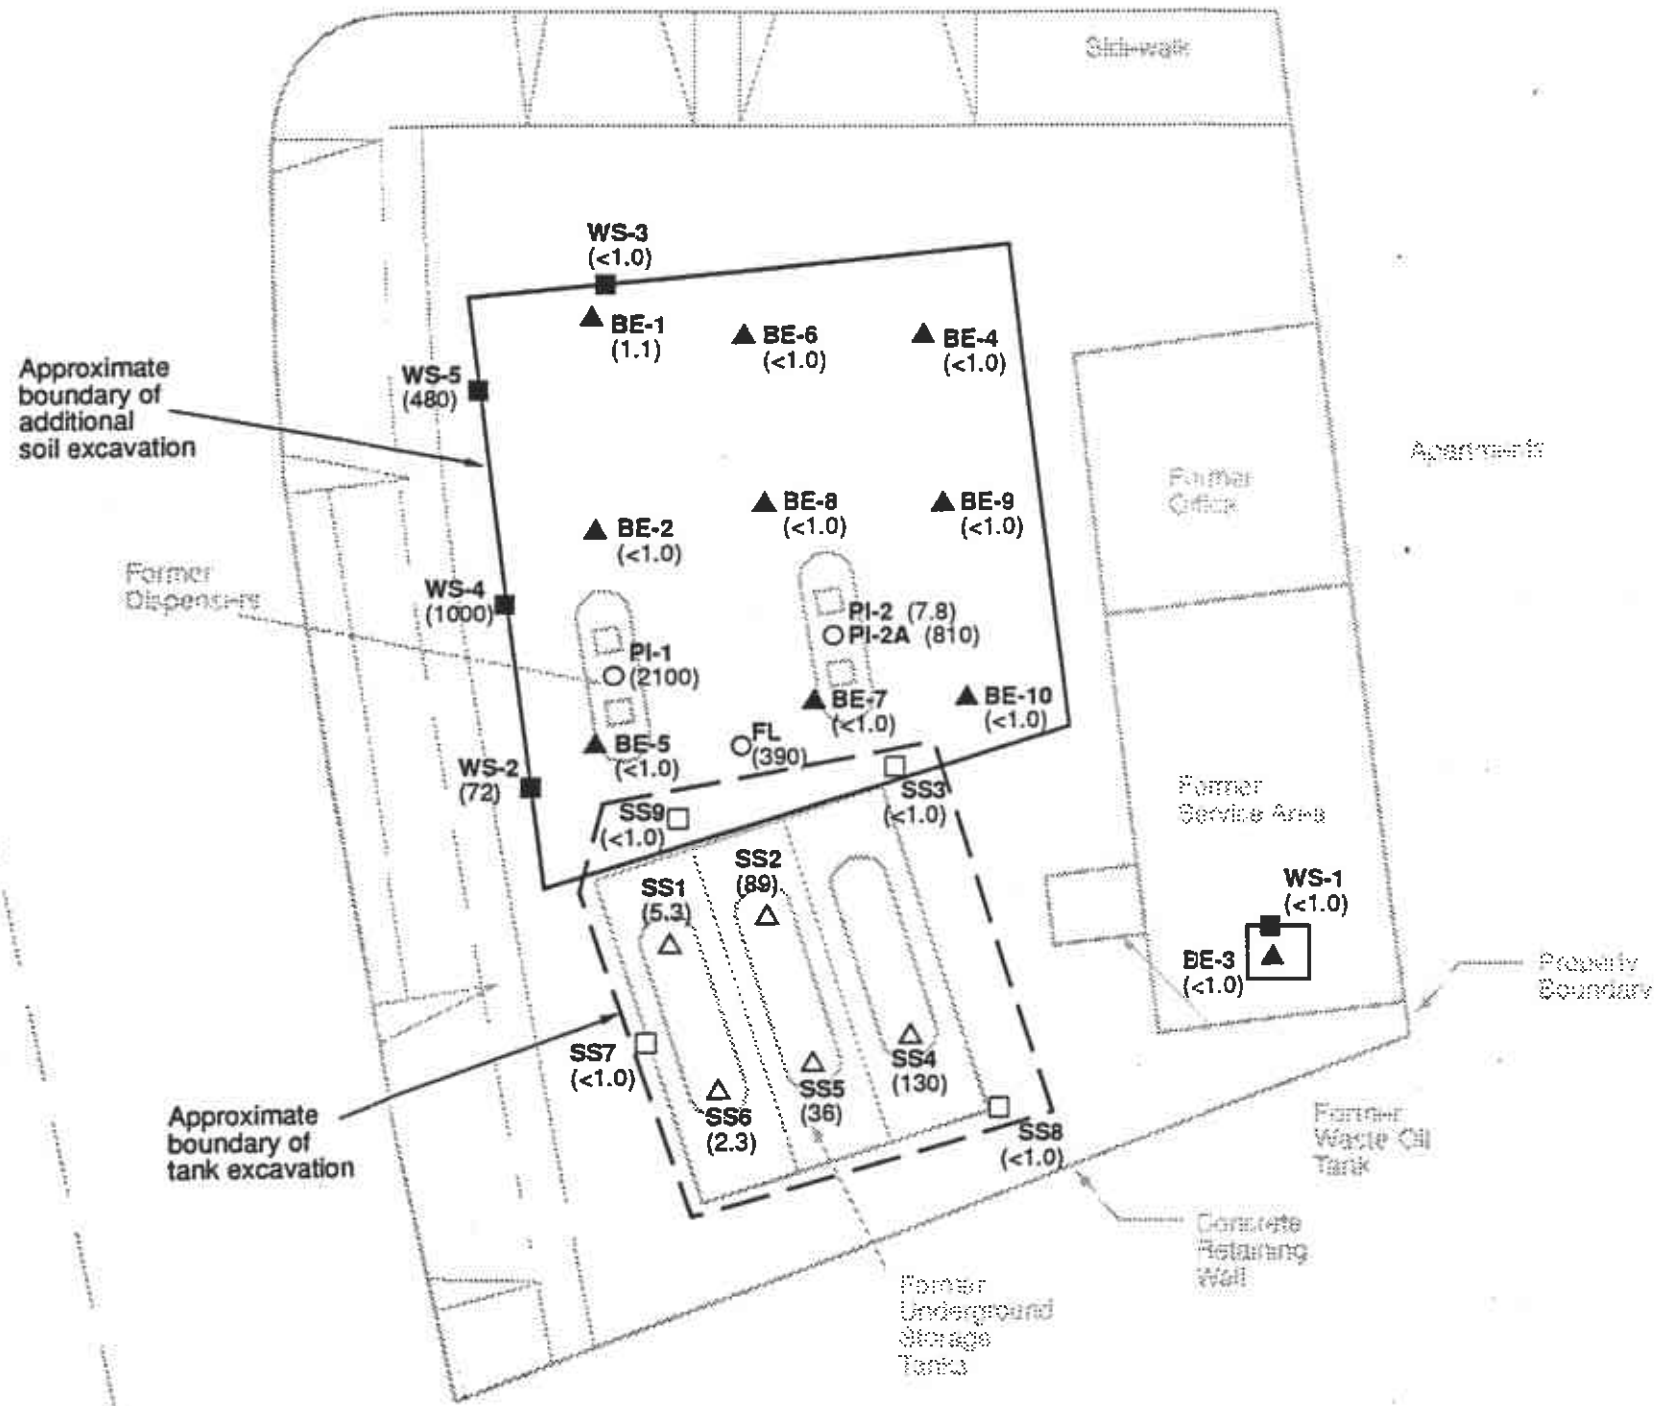 Side-walk
WS-3
(<1.0)
BE-1
(1.1)
BE-6
(<1.0)
BE-4
(<1.0)
Approximate
boundary of
additional
soil excavation
WS-5
(480)
Apartments
Former
Office
BE-8
(<1.0)
BE-9
(<1.0)
BE-2
(<1.0)
Former
Dispensers
WS-4
(1000)
PI-2 (7.8)
PI-2A (810)
PI-1
(2100)
BE-7
(<1.0)
BE-10
(<1.0)
FL
(390)
BE-5
(<1.0)
WS-2
(72)
SS3
(<1.0)
SS9
(<1.0)
Former
Service Area
SS2
(89)
SS1
(5.3)
WS-1
(<1.0)
BE-3
(<1.0)
Property
Boundary
SS7
(<1.0)
SS4
(130)
SS5
(36)
SS6
(2.3)
SS8
(<1.0)
Approximate
boundary of
tank excavation
Former
Waste Oil
Tank
Concrete
Retaining
Wall
Former
Underground
Storage
Tanks